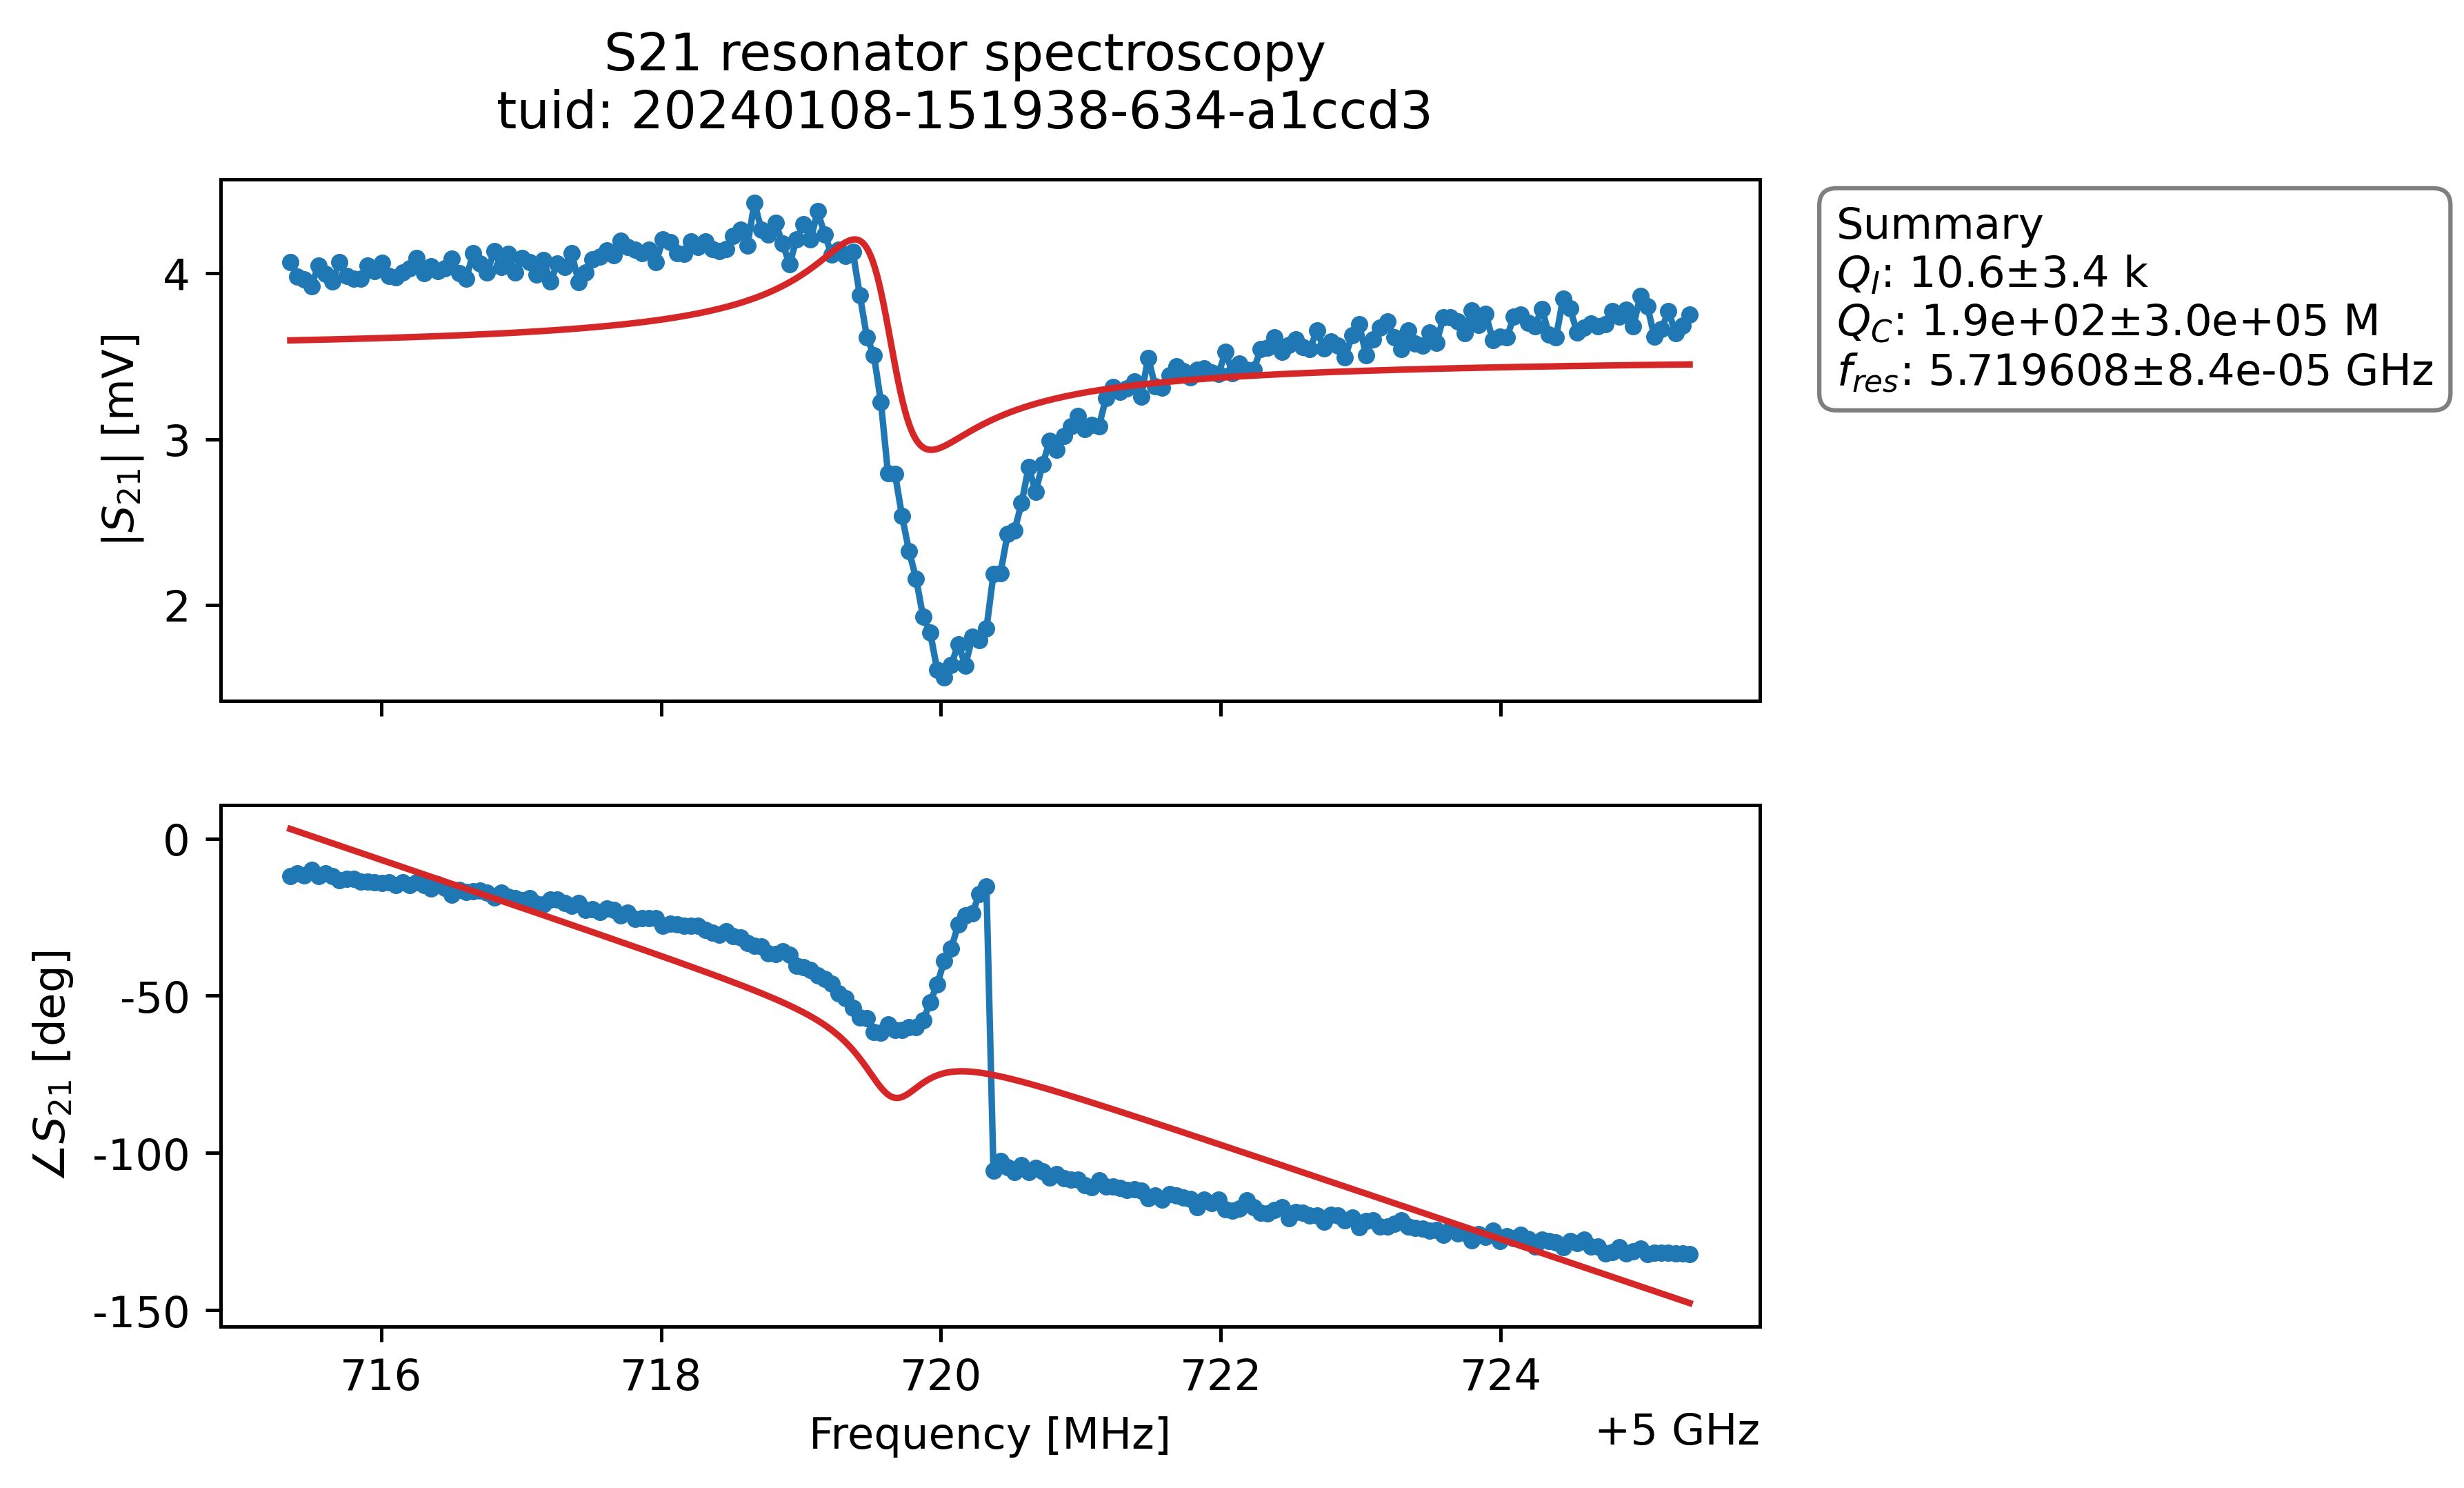 S21 resonator spectroscopy
tuid: 20240108-151938-634-a1ccd3
Summary
Q_l: 10.6±3.4 k
Q_C: 1.9e+02±3.0e+05 M
f_res: 5.719608±8.4e-05 GHz
|S_21| [mV]
4
3
2
∠S_21 [deg]
0
-50
-100
-150
716 718 720 722 724
Frequency [MHz]
+5 GHz